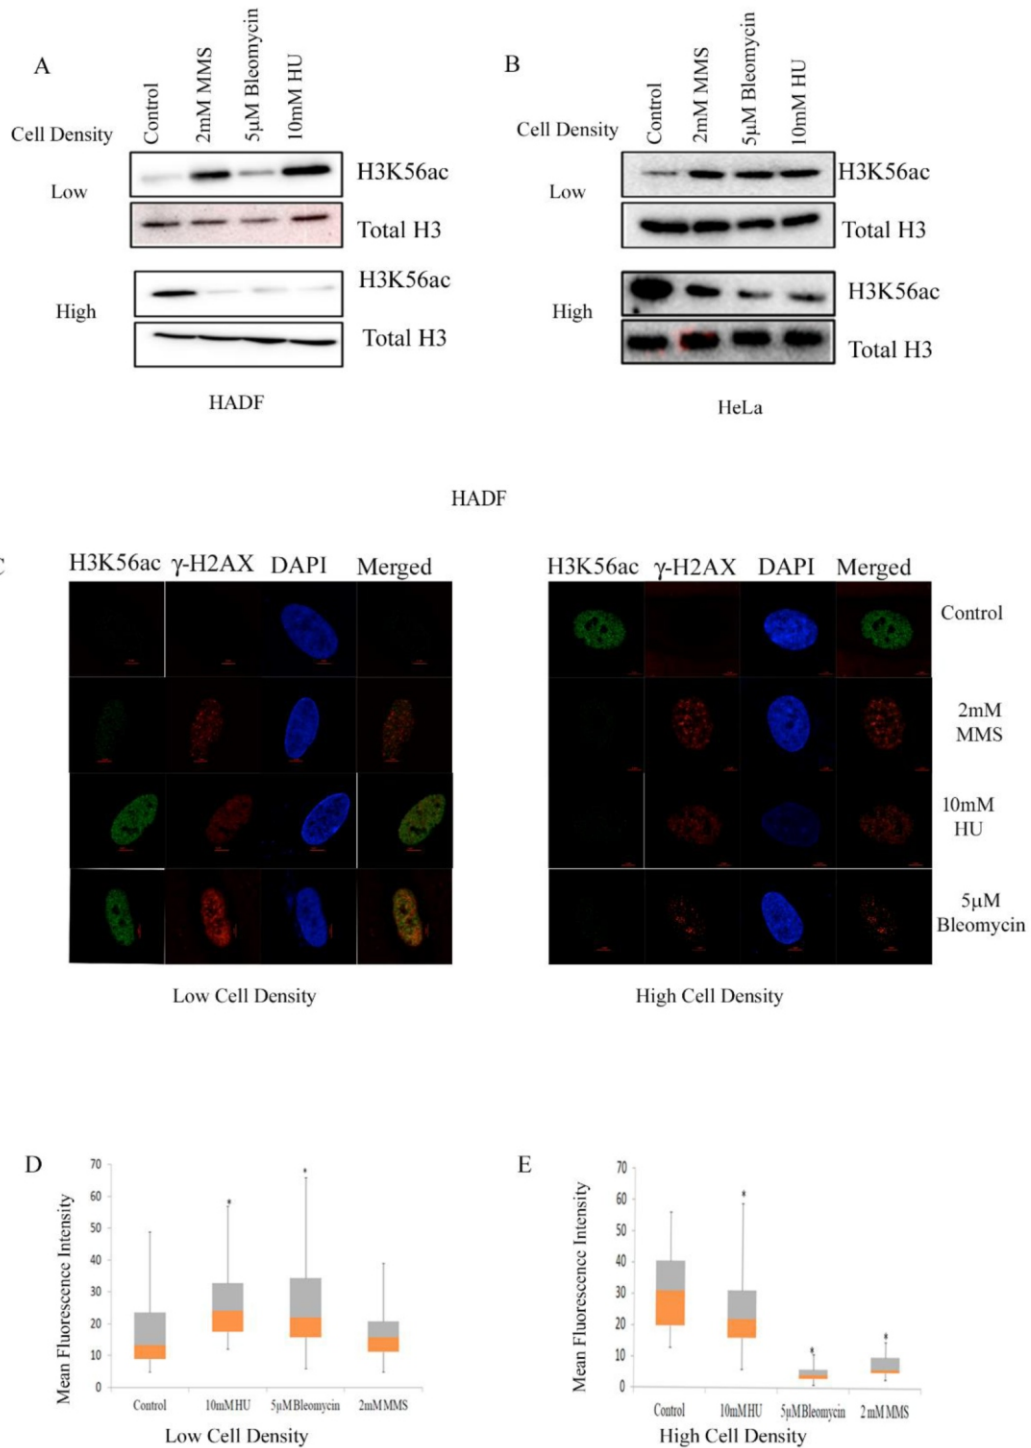 A
Control
2mM MMS
5μM Bleomycin
10mM HU
Cell Density
Low
H3K56ac
Total H3
High
H3K56ac
Total H3
HADF
B
Control
2mM MMS
5μM Bleomycin
10mM HU
Cell Density
Low
H3K56ac
Total H3
High
H3K56ac
Total H3
HeLa
HADF
C
H3K56ac γ-H2AX DAPI Merged
H3K56ac γ-H2AX DAPI Merged
Control
2mM
MMS
10mM
HU
5μM
Bleomycin
Low Cell Density
High Cell Density
D
Mean Fluorescence Intensity
70
60
50
40
30
20
10
0
*
*
Control 10mM HU 5μM Bleomycin 2mM MMS
Low Cell Density
E
Mean Fluorescence Intensity
70
60
50
40
30
20
10
0
*
*
*
Control 10mM HU 5μM Bleomycin 2 mM MMS
High Cell Density